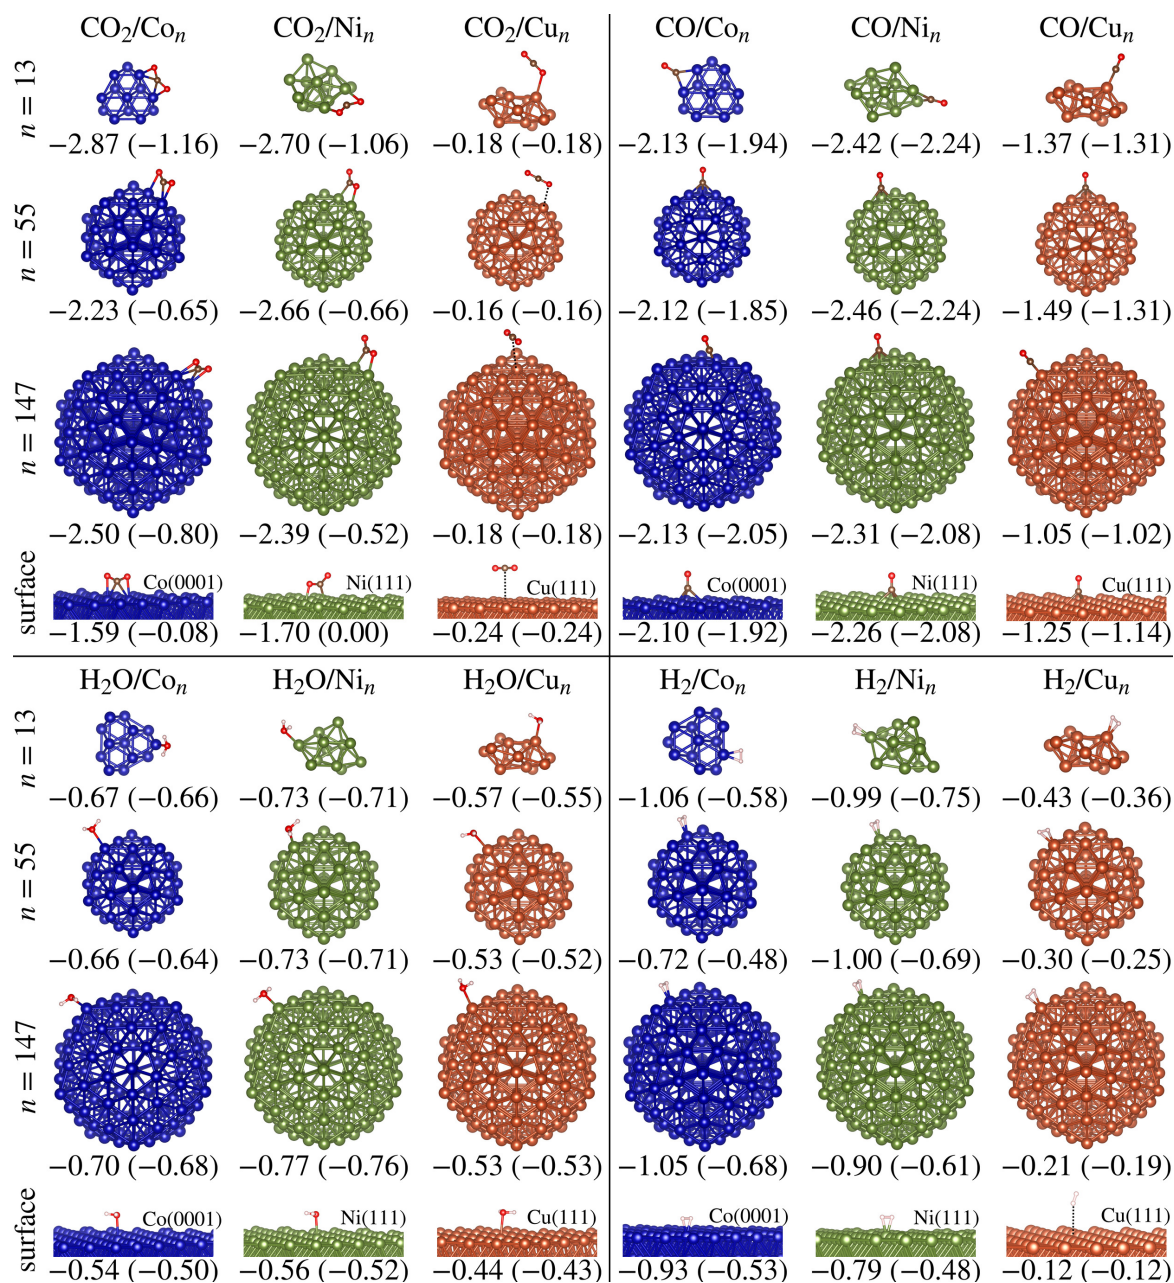 CO₂/Coₙ CO₂/Niₙ CO₂/Cuₙ CO/Coₙ CO/Niₙ CO/Cuₙ
n = 13
−2.87 (−1.16) −2.70 (−1.06) −0.18 (−0.18) −2.13 (−1.94) −2.42 (−2.24) −1.37 (−1.31)
n = 55
−2.23 (−0.65) −2.66 (−0.66) −0.16 (−0.16) −2.12 (−1.85) −2.46 (−2.24) −1.49 (−1.31)
n = 147
−2.50 (−0.80) −2.39 (−0.52) −0.18 (−0.18) −2.13 (−2.05) −2.31 (−2.08) −1.05 (−1.02)
surface
Co(0001) Ni(111) Cu(111) Co(0001) Ni(111) Cu(111)
−1.59 (−0.08) −1.70 (0.00) −0.24 (−0.24) −2.10 (−1.92) −2.26 (−2.08) −1.25 (−1.14)
H₂O/Coₙ H₂O/Niₙ H₂O/Cuₙ H₂/Coₙ H₂/Niₙ H₂/Cuₙ
n = 13
−0.67 (−0.66) −0.73 (−0.71) −0.57 (−0.55) −1.06 (−0.58) −0.99 (−0.75) −0.43 (−0.36)
n = 55
−0.66 (−0.64) −0.73 (−0.71) −0.53 (−0.52) −0.72 (−0.48) −1.00 (−0.69) −0.30 (−0.25)
n = 147
−0.70 (−0.68) −0.77 (−0.76) −0.53 (−0.53) −1.05 (−0.68) −0.90 (−0.61) −0.21 (−0.19)
surface
Co(0001) Ni(111) Cu(111) Co(0001) Ni(111) Cu(111)
−0.54 (−0.50) −0.56 (−0.52) −0.44 (−0.43) −0.93 (−0.53) −0.79 (−0.48) −0.12 (−0.12)